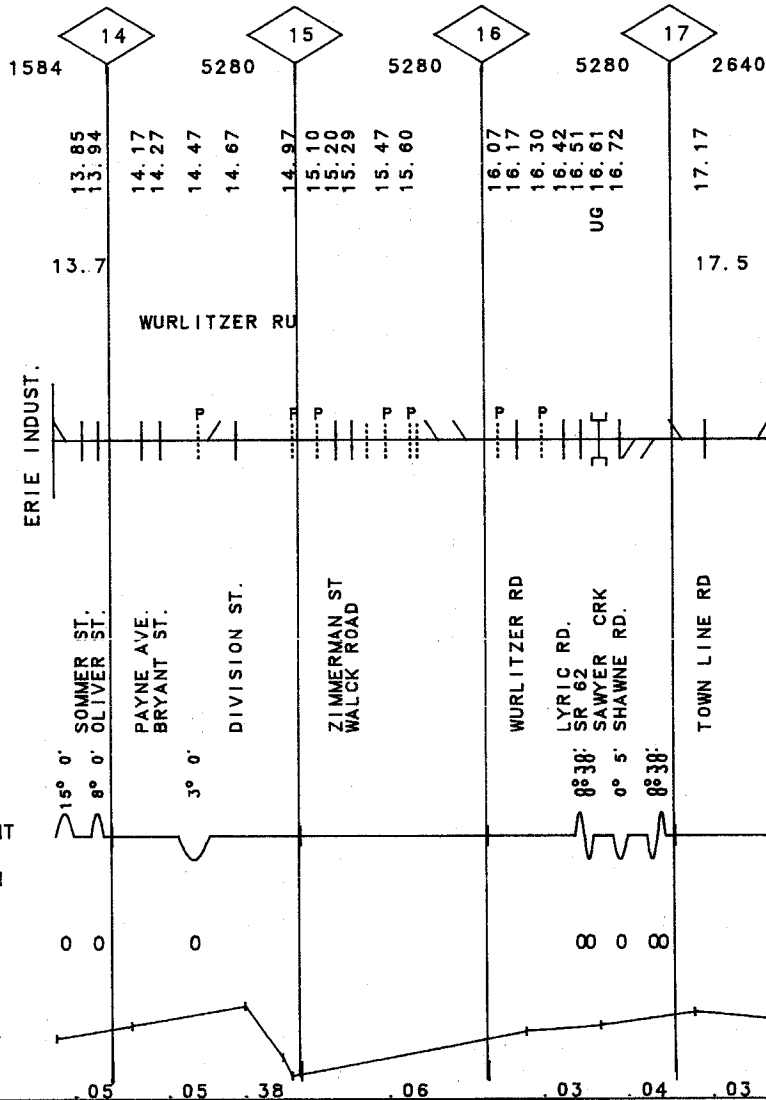 14 15 16 17
1584 5280 5280 5280 2640
13.85
13.94
14.17
14.27
14.47
14.67
14.97
15.10
15.20
15.29
15.47
15.60
16.07
16.17
16.30
16.42
16.51
UG 16.61
16.72
17.17
13.7 17.5
WURLITZER RU
P P P P P P P
ERIE INDUST.
SOMMER ST.
OLIVER ST.
PAYNE AVE.
BRYANT ST.
DIVISION ST.
ZIMMERMAN ST
WALCK ROAD
WURLITZER RD
LYRIC RD.
SR 62
SAWYER CRK
SHAWNE RD.
TOWN LINE RD
15° 0'
8° 0'
3° 0'
0° 5'
0 0 0 00 0 00
.05 .05 .38 .06 .03 .04 .03